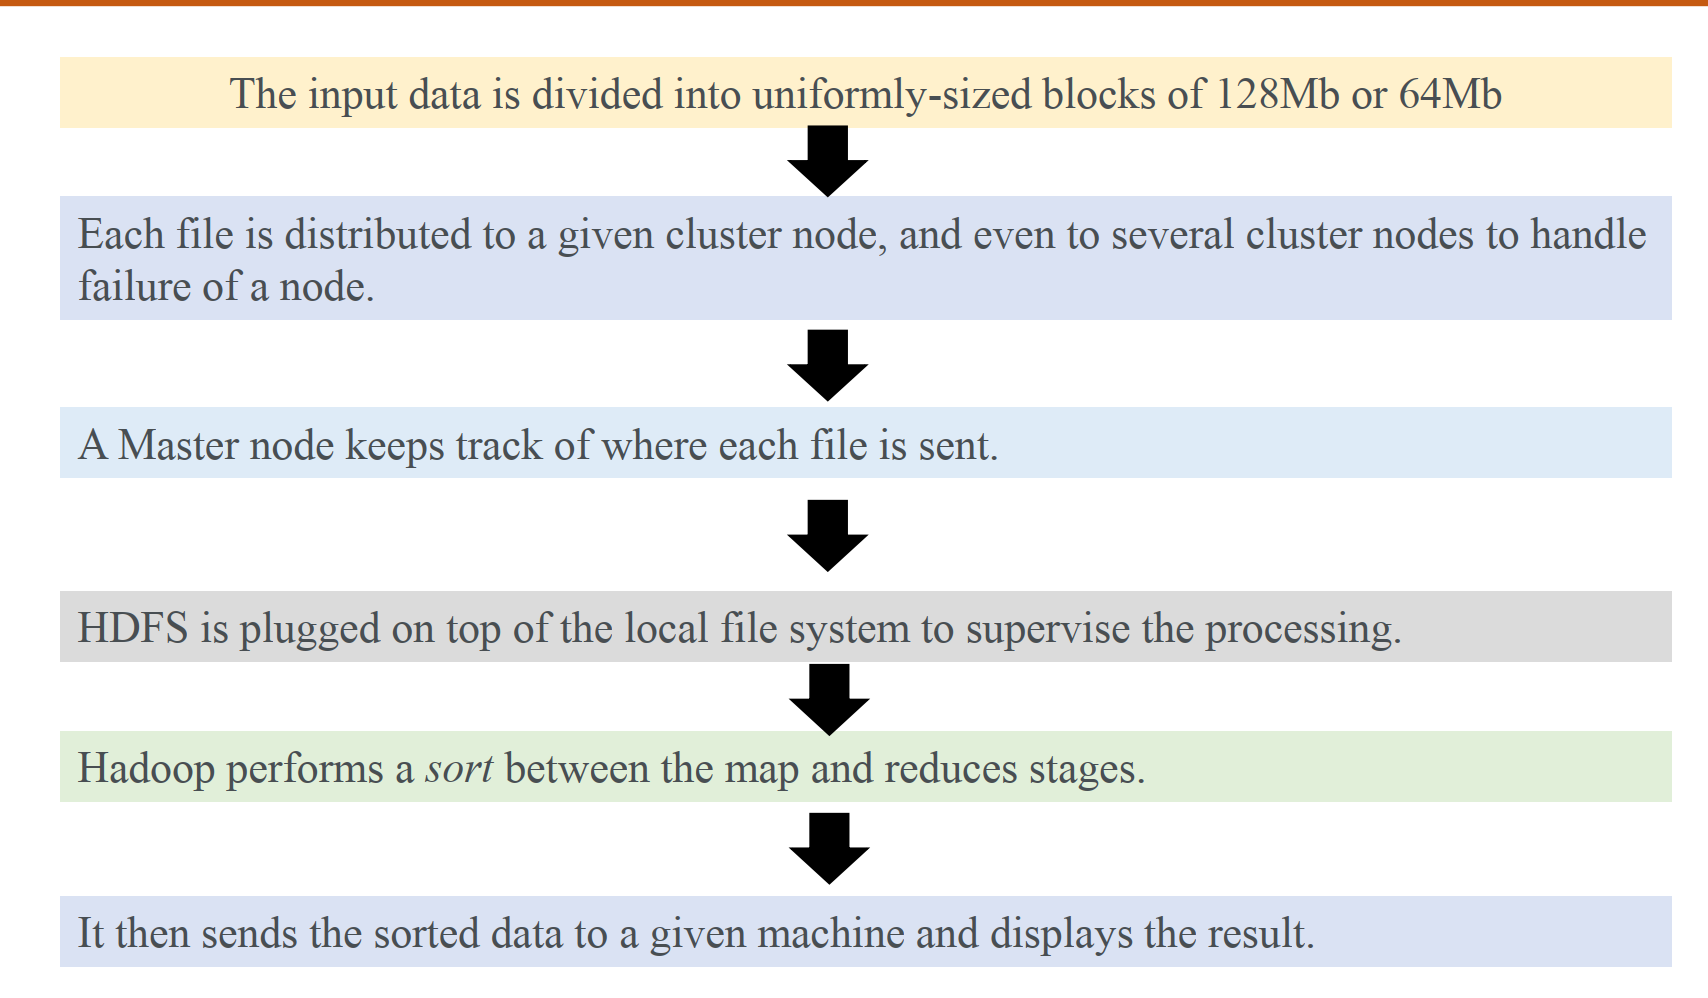 The input data is divided into uniformly-sized blocks of 128Mb or 64Mb
Each file is distributed to a given cluster node, and even to several cluster nodes to handle
failure of a node.
A Master node keeps track of where each file is sent.
HDFS is plugged on top of the local file system to supervise the processing.
Hadoop performs a sort between the map and reduces stages.
It then sends the sorted data to a given machine and displays the result.